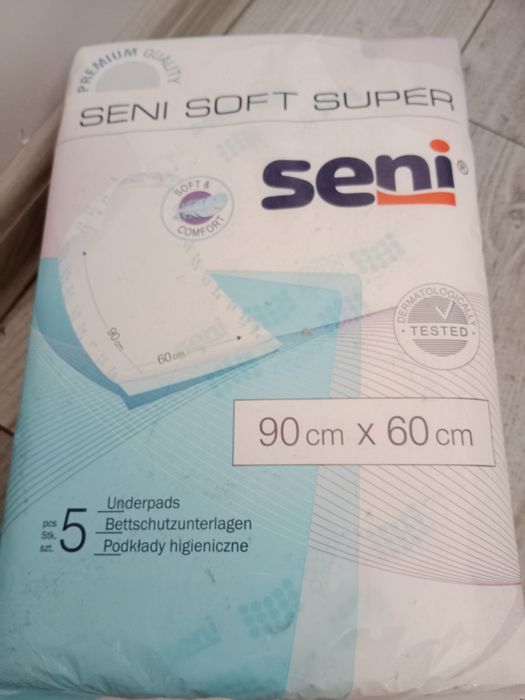 PREMIUM QUALITY
SENI SOFT SUPER
seni®
SOFT &
COMFORT
90cm
60cm
DERMATOLOGICALLY
· TESTED ·
90 cm x 60 cm
pcs
Stk.
szt.
5
Underpads
Bettschutzunterlagen
Podkłady higieniczne